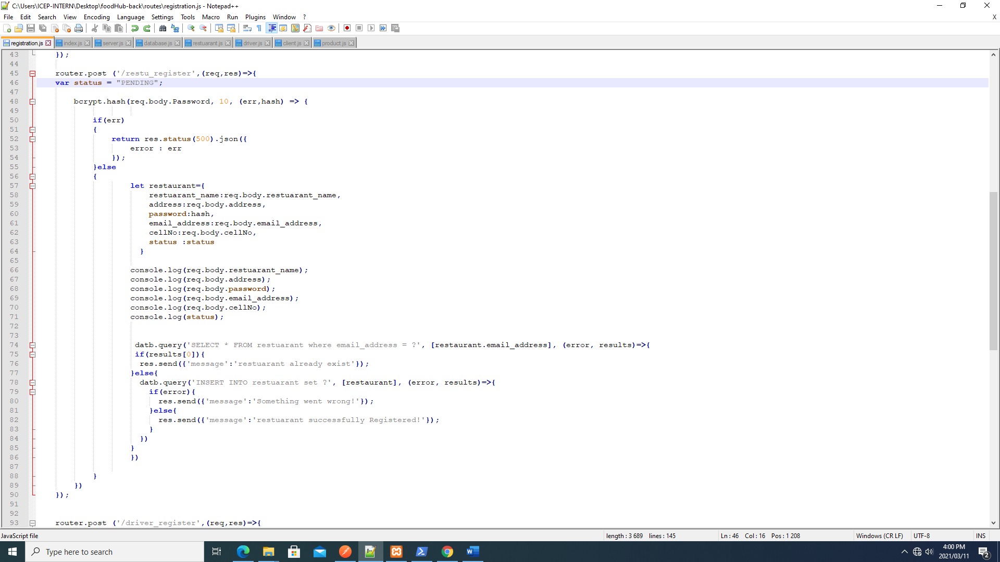 C:\Users\ICEP-INTERN\Desktop\foodHub-back\routes\registration.js - Notepad++
File Edit Search View Encoding Language Settings Tools Macro Run Plugins Window ? X
registration.js index.js server.js database.js restuarant.js driver.js client.js product.js
43 });
44
45 router.post ('/restu_register',(req,res)=>{
46 var status = "PENDING";
47
48 bcrypt.hash(req.body.Password, 10, (err,hash) => {
49
50 if(err)
51 {
52 return res.status(500).json({
53 error : err
54 });
55 }else
56 {
57 let restaurant={
58 restuarant_name:req.body.restuarant_name,
59 address:req.body.address,
60 password:hash,
61 email_address:req.body.email_address,
62 cellNo:req.body.cellNo,
63 status :status
64 }
65
66 console.log(req.body.restuarant_name);
67 console.log(req.body.address);
68 console.log(req.body.password);
69 console.log(req.body.email_address);
70 console.log(req.body.cellNo);
71 console.log(status);
72
73
74 datb.query('SELECT * FROM restuarant where email_address = ?', [restaurant.email_address], (error, results)=>{
75 if(results[0]){
76 res.send({'message':'restuarant already exist'});
77 }else{
78 datb.query('INSERT INTO restuarant set ?', [restaurant], (error, results)=>{
79 if(error){
80 res.send({'message':'Something went wrong!'});
81 }else{
82 res.send({'message':'restuarant successfully Registered!'});
83 }
84 })
85 }
86 })
87
88 }
89 })
90 });
91
92
93 router.post ('/driver_register',(req,res)=>{
JavaScript file length : 3 689 lines : 145 Ln : 46 Col : 16 Pos : 1 208 Windows (CR LF) UTF-8 INS
Type here to search
4:00 PM
2021/03/11
2